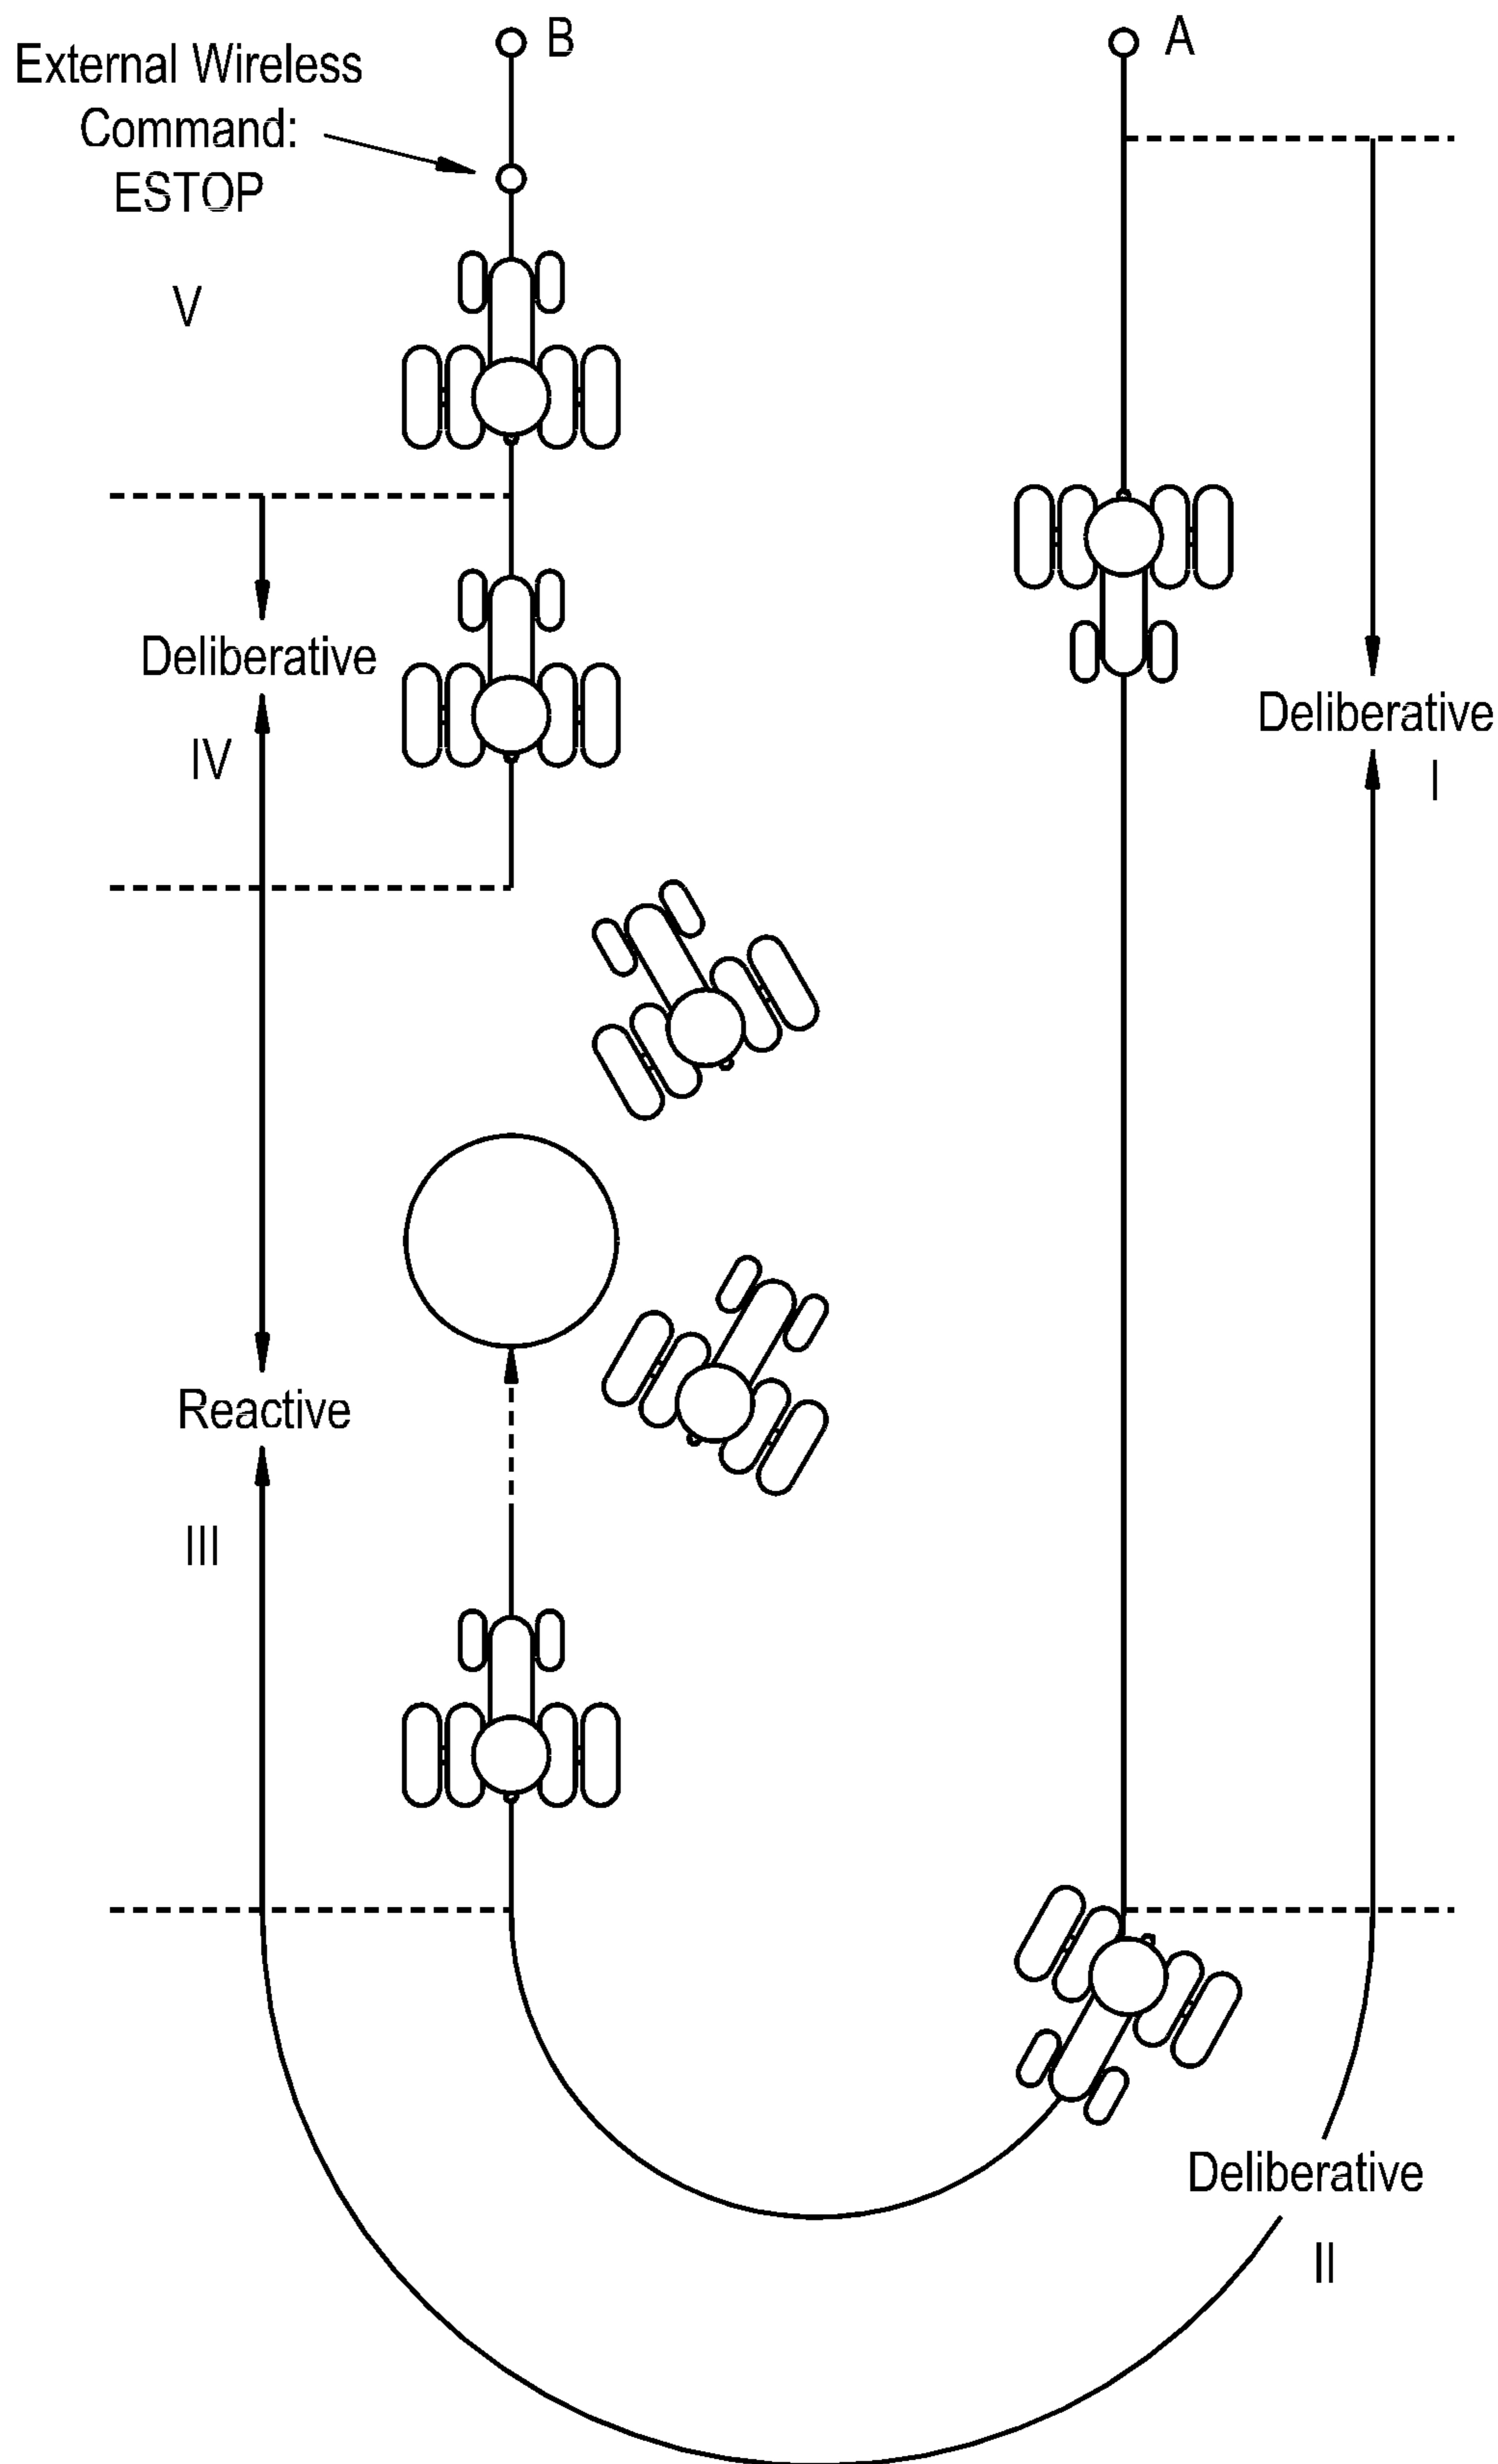 B
A
External Wireless
Command:
ESTOP
V
Deliberative
IV
Deliberative
I
Reactive
III
Deliberative
II